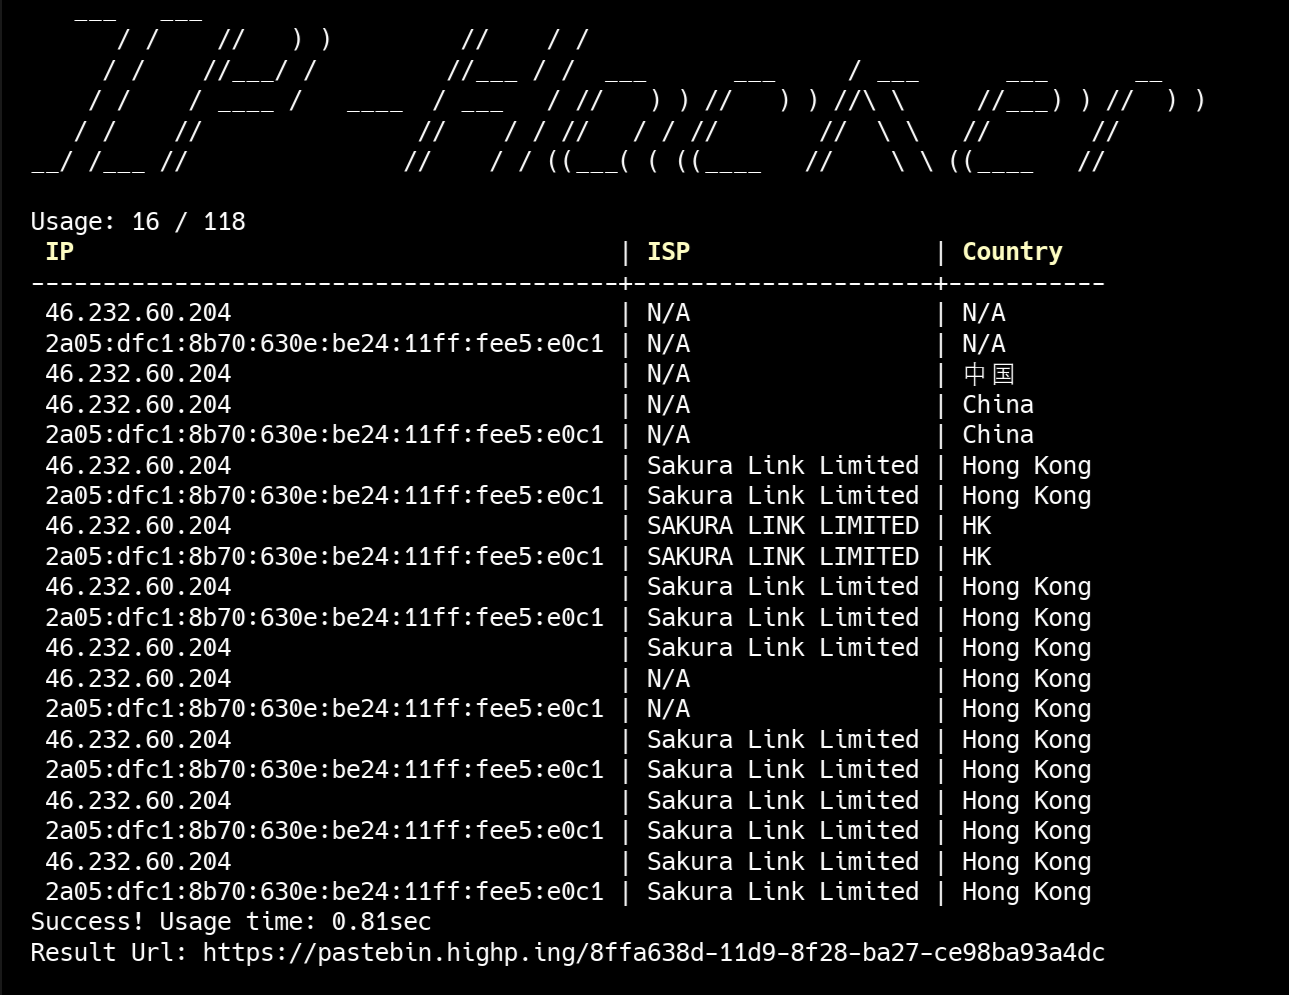 IP-Hacker
Usage: 16 / 118
IP | ISP | Country
----------------------------------------+---------------------+-----------
46.232.60.204 | N/A | N/A
2a05:dfc1:8b70:630e:be24:11ff:fee5:e0c1 | N/A | N/A
46.232.60.204 | N/A | 中国
46.232.60.204 | N/A | China
2a05:dfc1:8b70:630e:be24:11ff:fee5:e0c1 | N/A | China
46.232.60.204 | Sakura Link Limited | Hong Kong
2a05:dfc1:8b70:630e:be24:11ff:fee5:e0c1 | Sakura Link Limited | Hong Kong
46.232.60.204 | SAKURA LINK LIMITED | HK
2a05:dfc1:8b70:630e:be24:11ff:fee5:e0c1 | SAKURA LINK LIMITED | HK
46.232.60.204 | Sakura Link Limited | Hong Kong
2a05:dfc1:8b70:630e:be24:11ff:fee5:e0c1 | Sakura Link Limited | Hong Kong
46.232.60.204 | Sakura Link Limited | Hong Kong
46.232.60.204 | N/A | Hong Kong
2a05:dfc1:8b70:630e:be24:11ff:fee5:e0c1 | N/A | Hong Kong
46.232.60.204 | Sakura Link Limited | Hong Kong
2a05:dfc1:8b70:630e:be24:11ff:fee5:e0c1 | Sakura Link Limited | Hong Kong
46.232.60.204 | Sakura Link Limited | Hong Kong
2a05:dfc1:8b70:630e:be24:11ff:fee5:e0c1 | Sakura Link Limited | Hong Kong
46.232.60.204 | Sakura Link Limited | Hong Kong
2a05:dfc1:8b70:630e:be24:11ff:fee5:e0c1 | Sakura Link Limited | Hong Kong
Success! Usage time: 0.81sec
Result Url: https://pastebin.highp.ing/8ffa638d-11d9-8f28-ba27-ce98ba93a4dc